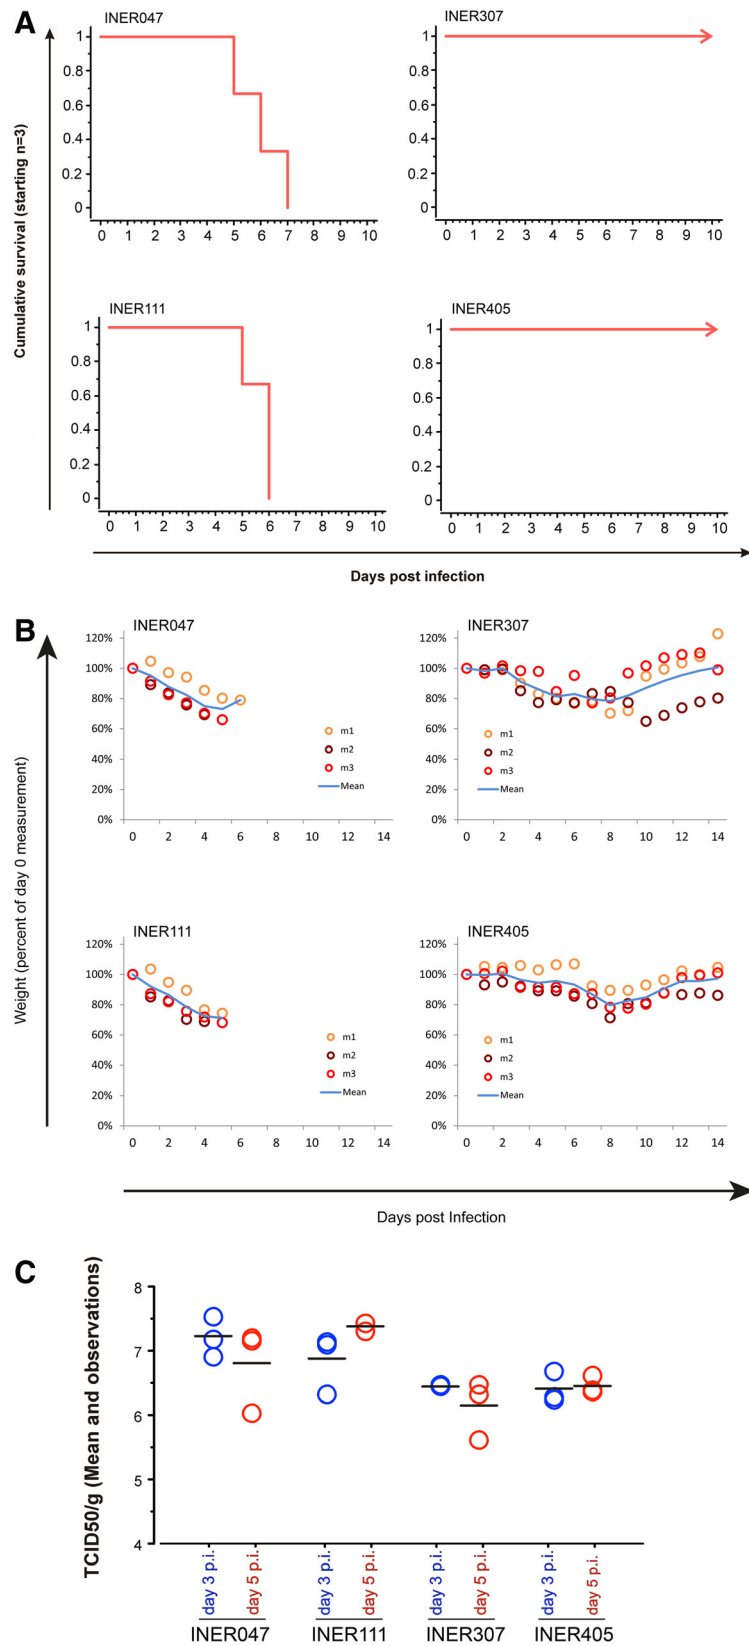 A
INER047
INER307
Cumulative survival (starting n=3)
1
0.8
0.6
0.4
0.2
0
0 1 2 3 4 5 6 7 8 9 10
1
0.8
0.6
0.4
0.2
0
0 1 2 3 4 5 6 7 8 9 10
INER111
INER405
1
0.8
0.6
0.4
0.2
0
0 1 2 3 4 5 6 7 8 9 10
1
0.8
0.6
0.4
0.2
0
0 1 2 3 4 5 6 7 8 9 10
Days post infection
B
INER047
INER307
Weight (percent of day 0 measurement)
120%
100%
80%
60%
40%
20%
0%
m1
m2
m3
Mean
0 2 4 6 8 10 12 14
120%
100%
80%
60%
40%
20%
0%
m1
m2
m3
Mean
0 2 4 6 8 10 12 14
INER111
INER405
120%
100%
80%
60%
40%
20%
0%
m1
m2
m3
Mean
0 2 4 6 8 10 12 14
120%
100%
80%
60%
40%
20%
0%
m1
m2
m3
Mean
0 2 4 6 8 10 12 14
Days post Infection
C
TCID50/g (Mean and observations)
8
7
6
5
4
day 3 p.i.
day 5 p.i.
day 3 p.i.
day 5 p.i.
day 3 p.i.
day 5 p.i.
day 3 p.i.
day 5 p.i.
INER047 INER111 INER307 INER405